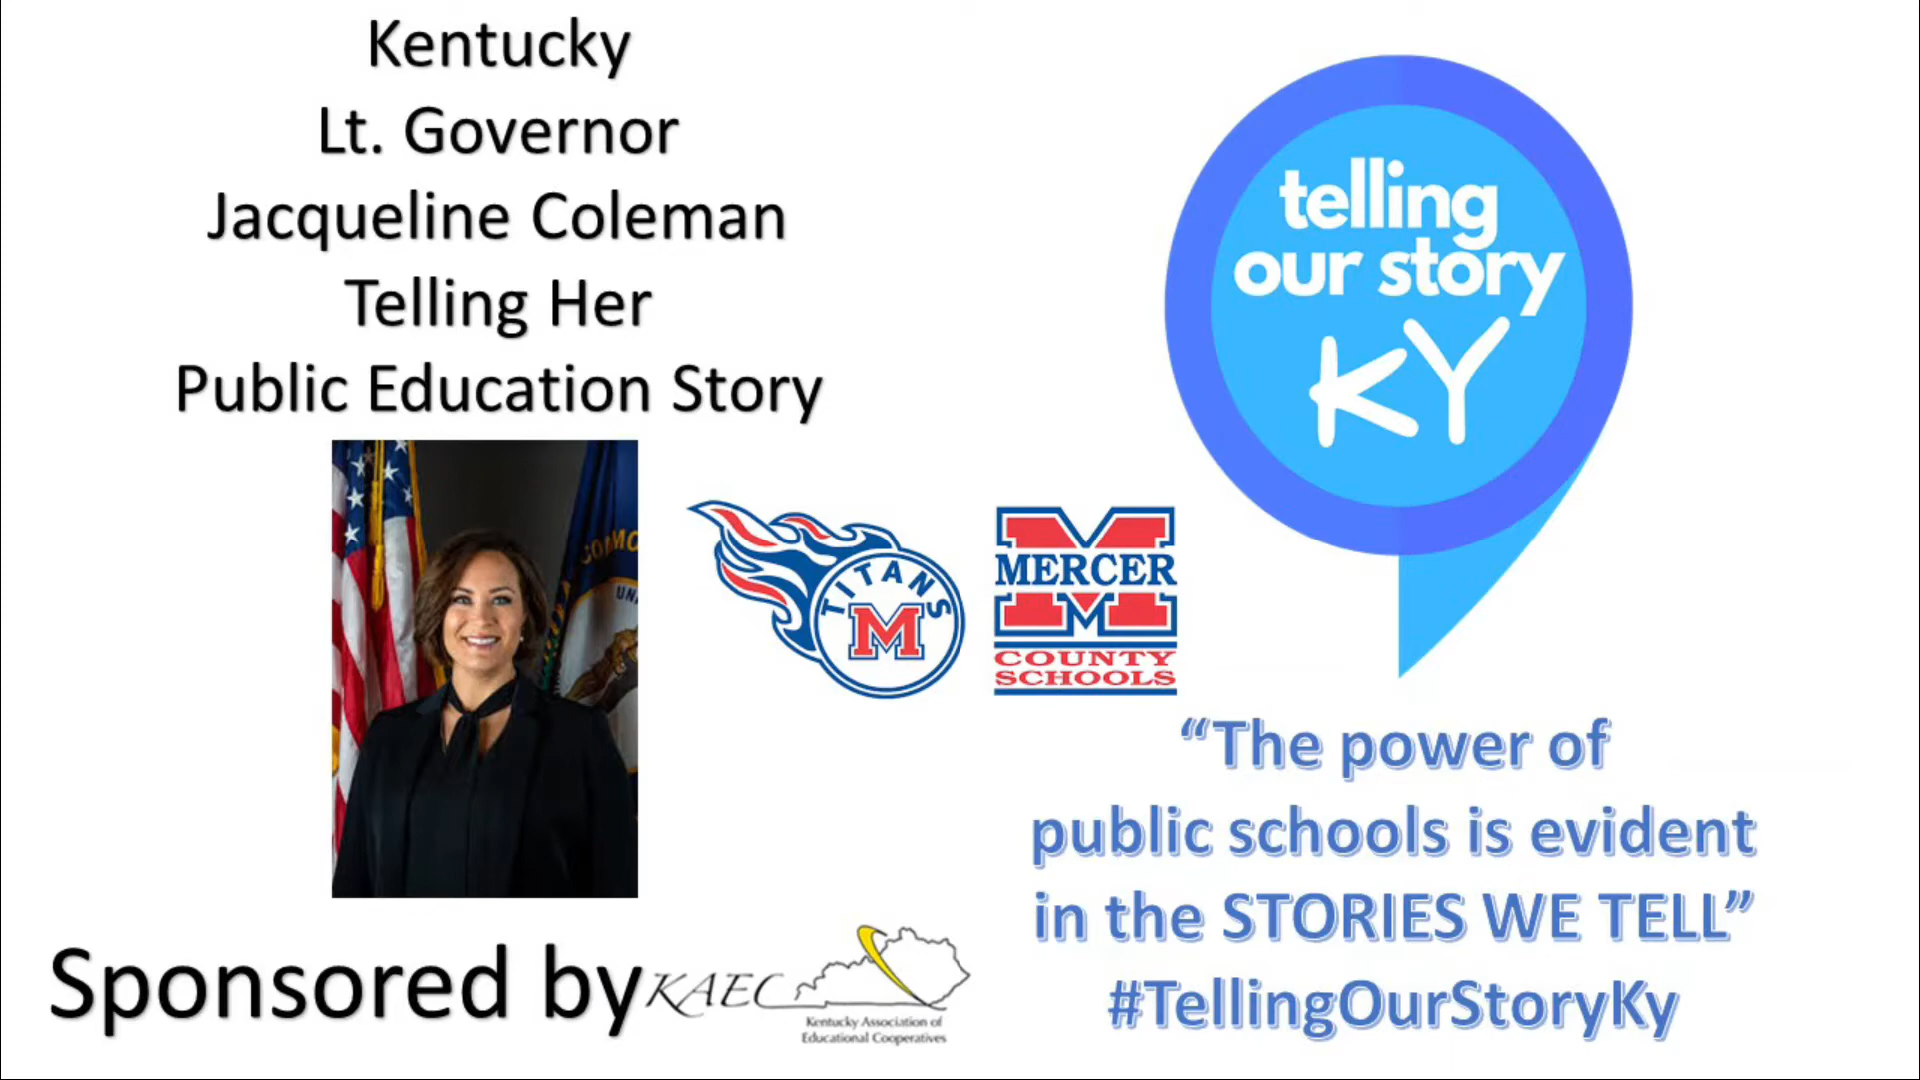 Kentucky
Lt. Governor
Jacqueline Coleman
Telling Her
Public Education Story
telling
our story
KY
TITANS
M
MERCER
COUNTY
SCHOOLS
“The power of
public schools is evident
in the STORIES WE TELL”
#TellingOurStoryKy
Sponsored by
KAEC
Kentucky Association of
Educational Cooperatives